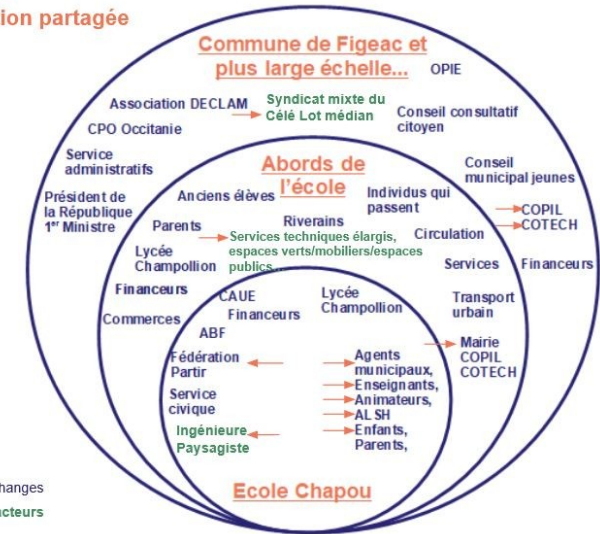 tion partagée
Commune de Figeac et
plus large échelle...
OPIE
Association DECLAM
Syndicat mixte du
Célé Lot médian
CPO Occitanie
Conseil consultatif
citoyen
Service
administratifs
Conseil
municipal jeunes
Président de
la République
1er Ministre
COPIL
COTECH
Financeurs
Abords de
l'école
Anciens élèves
Individus qui
passent
Parents
Riverains
Circulation
Services techniques élargis,
espaces verts/mobiliers/espaces
publics...
Lycée
Champollion
Services
Financeurs
Transport
urbain
Commerces
Mairie
COPIL
COTECH
CAUE
Financeurs
Lycée
Champollion
ABF
Fédération
Partir
Agents
municipaux,
Enseignants,
Animateurs,
ALSH
Enfants,
Parents,
Service
civique
Ingénieure
Paysagiste
Ecole Chapou
hanges
acteurs